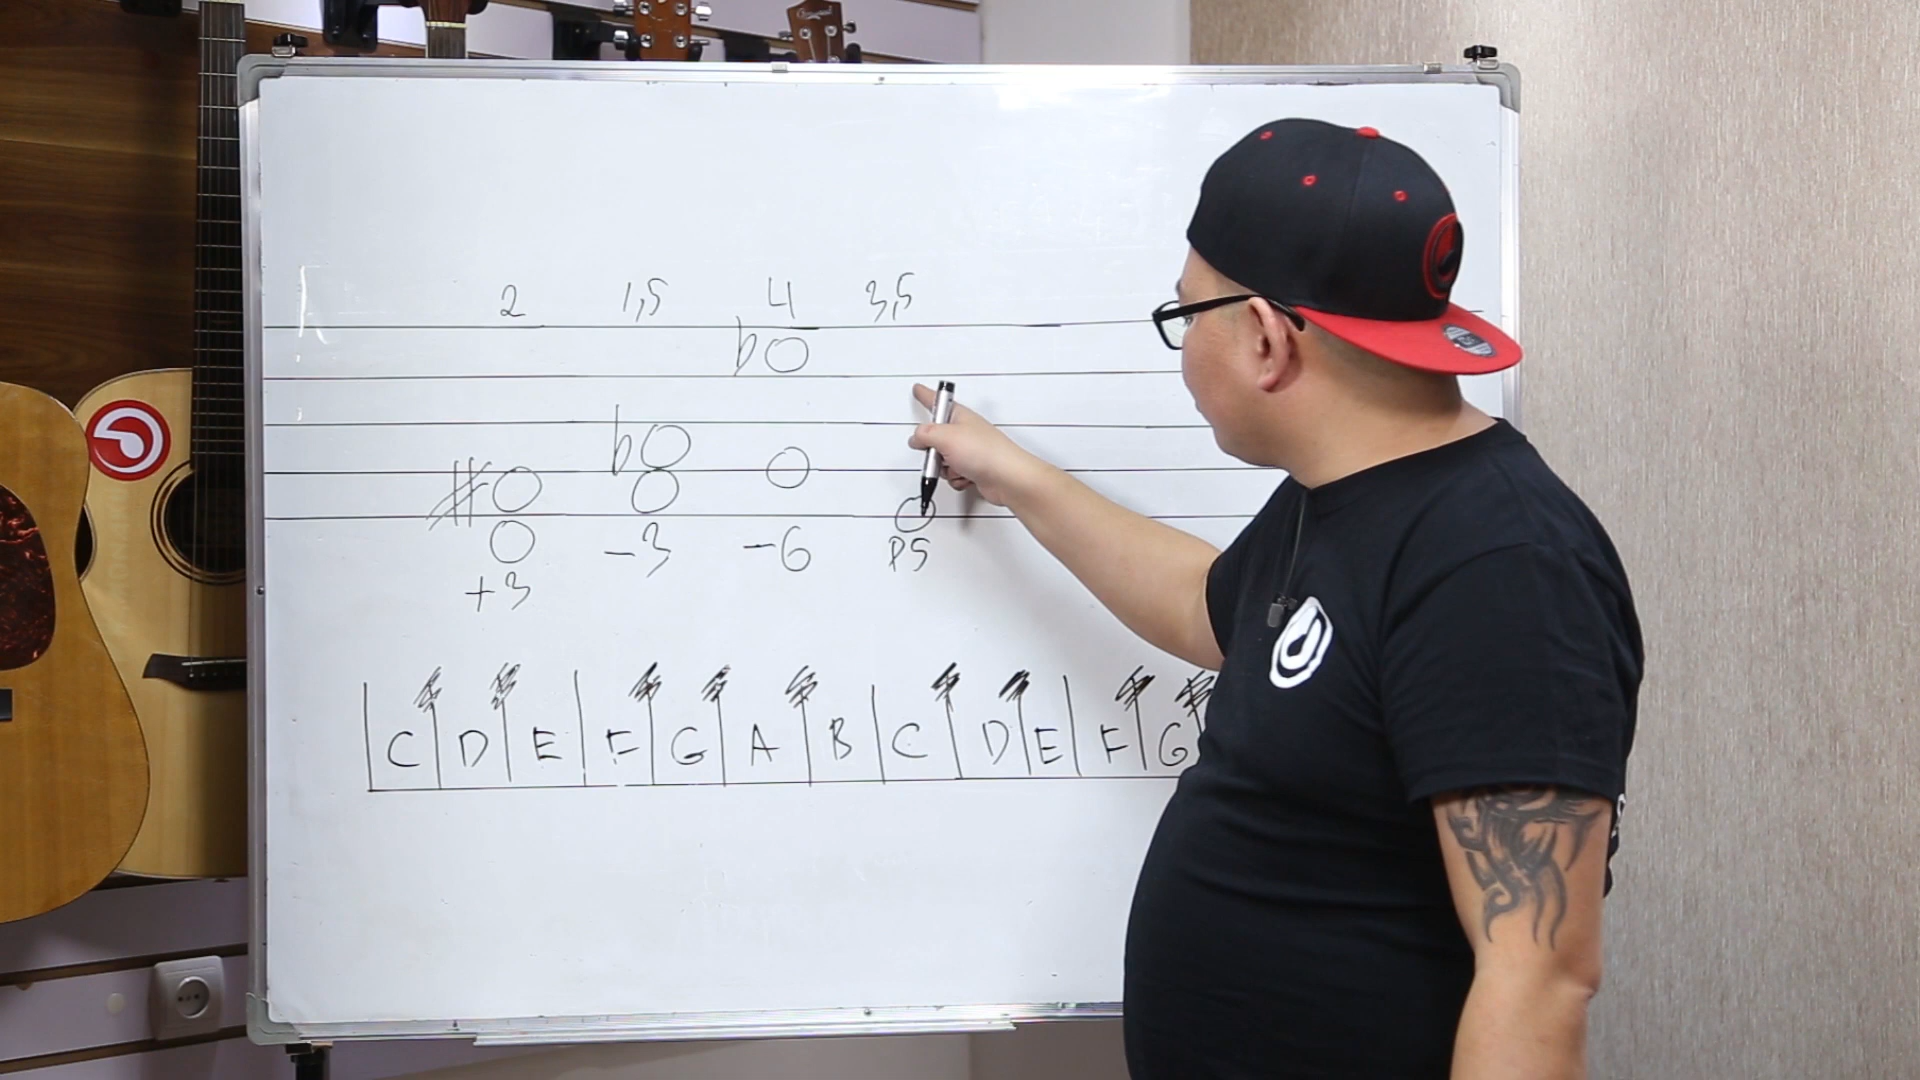 2 1,5 4 3,5
b
b
#
-3 -6 P5
+3
# # # # # # # # #
C D E F G A B C D E F G